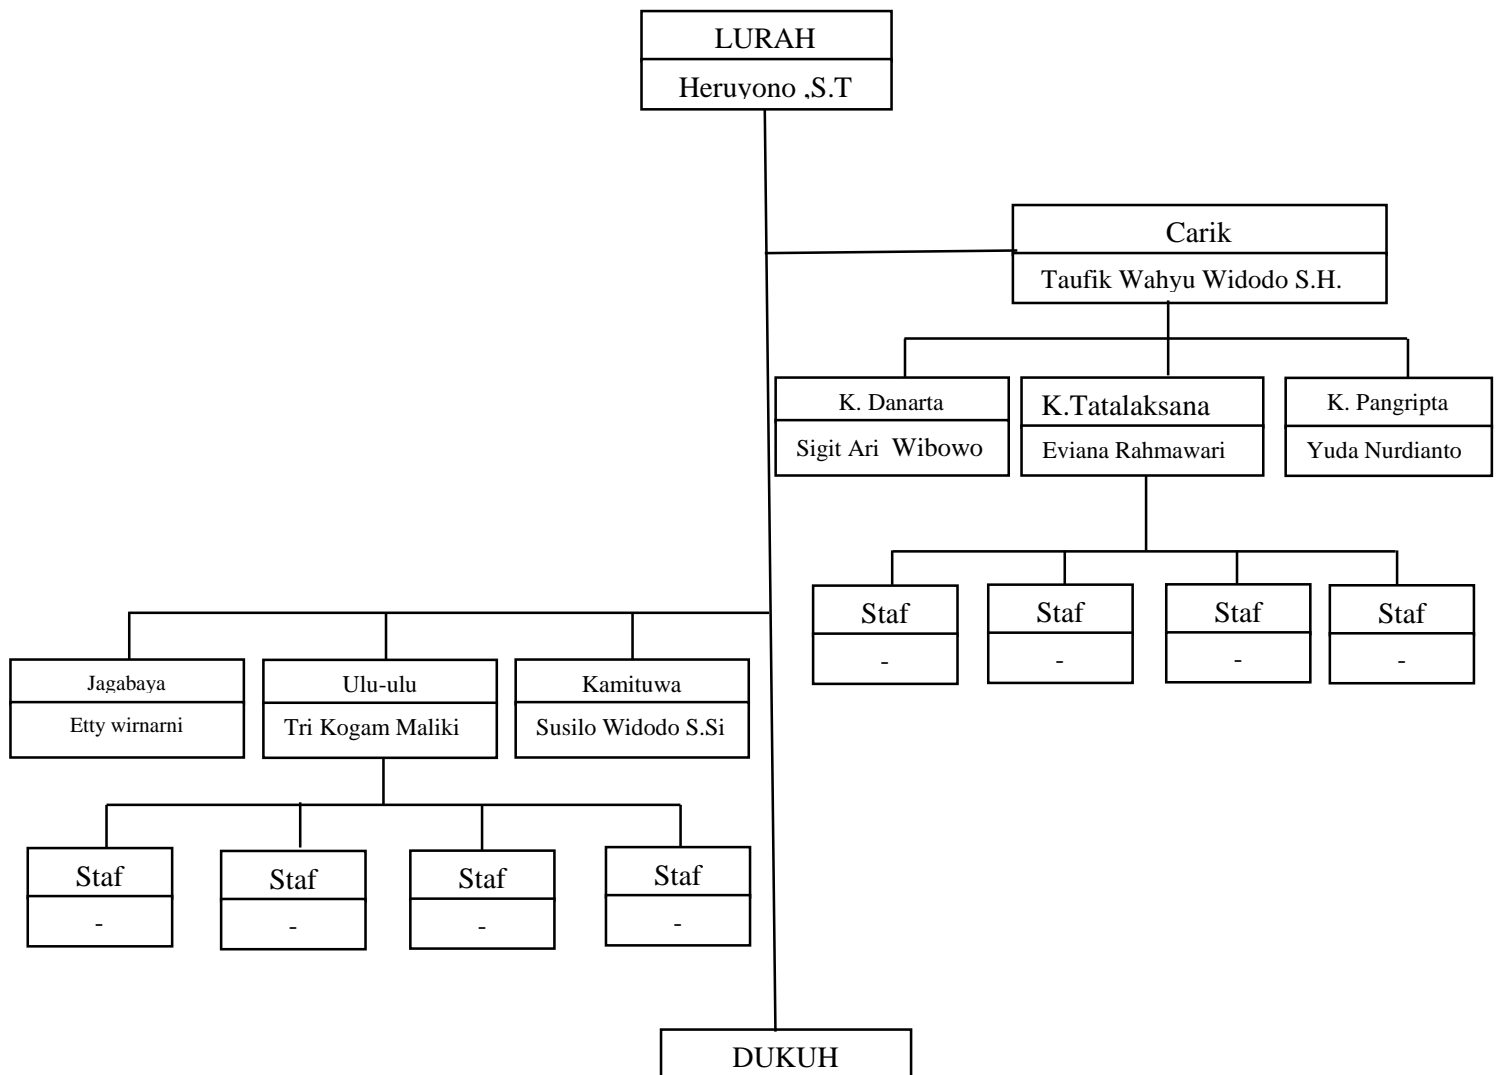 LURAH
Heruyono ,S.T
Carik
Taufik Wahyu Widodo S.H.
K. Danarta
Sigit Ari Wibowo
K.Tatalaksana
Eviana Rahmawari
K. Pangripta
Yuda Nurdianto
Staf
-
Staf
-
Staf
-
Staf
-
Jagabaya
Etty wirnarni
Ulu-ulu
Tri Kogam Maliki
Kamituwa
Susilo Widodo S.Si
Staf
-
Staf
-
Staf
-
Staf
-
DUKUH